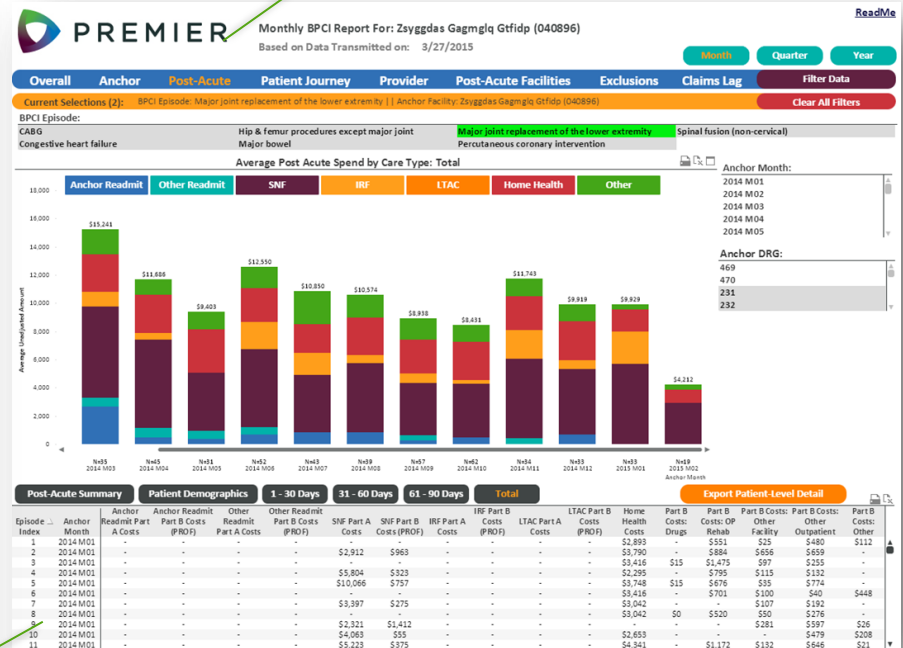 ReadMe
PREMIER
Monthly BPCI Report For: Zsyggdas Gagmglq Gtfidp (040896)
Based on Data Transmitted on: 3/27/2015
Month Quarter Year
Overall Anchor Post-Acute Patient Journey Provider Post-Acute Facilities Exclusions Claims Lag Filter Data
Current Selections (2): BPCI Episode: Major joint replacement of the lower extremity | | Anchor Facility: Zsyggdas Gagmglq Gtfidp (040896) Clear All Filters
BPCI Episode:
CABG Hip & femur procedures except major joint Major joint replacement of the lower extremity Spinal fusion (non-cervical)
Congestive heart failure Major bowel Percutaneous coronary intervention
Average Post Acute Spend by Care Type: Total
Anchor Readmit Other Readmit SNF IRF LTAC Home Health Other
Anchor Month:
2014 M01
2014 M02
2014 M03
2014 M04
2014 M05
Anchor DRG:
469
470
231
232
Average Unadjusted Amount
18,000
16,000
14,000
12,000
10,000
8,000
6,000
4,000
2,000
0
$15,241 $11,686 $9,403 $12,550 $10,850 $10,574 $8,938 $8,431 $11,743 $9,919 $9,929 $4,212
N=35 N=45 N=31 N=52 N=43 N=39 N=57 N=62 N=34 N=33 N=33 N=19
2014 M03 2014 M04 2014 M05 2014 M06 2014 M07 2014 M08 2014 M09 2014 M10 2014 M11 2014 M12 2015 M01 2015 M02
Anchor Month
Post-Acute Summary Patient Demographics 1 - 30 Days 31 - 60 Days 61 - 90 Days Total Export Patient-Level Detail
Episode Index Anchor Month Anchor Readmit Part A Costs Anchor Readmit Part B Costs (PROF) Other Readmit Part A Costs Other Readmit Part B Costs (PROF) SNF Part A Costs SNF Part B Costs (PROF) IRF Part A Costs IRF Part B Costs (PROF) LTAC Part A Costs LTAC Part B Costs (PROF) Home Health Costs Part B Costs: Drugs Part B Costs: OP Rehab Part B Costs: Other Facility Part B Costs: Other Outpatient Part B Costs: Other
1 2014 M01 - - - - - - - - - - $2,893 - $551 $25 $480 $112
2 2014 M01 - - - - $2,912 $963 - - - - $3,790 - $884 $656 $659 -
3 2014 M01 - - - - - - - - - - $3,416 $15 $1,475 $97 $255 -
4 2014 M01 - - - - $5,804 $323 - - - - $2,295 - $795 $115 $132 -
5 2014 M01 - - - - $10,066 $757 - - - - $3,748 $15 $676 $35 $774 -
6 2014 M01 - - - - - - - - - - $3,416 - $701 $100 $40 $448
7 2014 M01 - - - - $3,397 $275 - - - - $3,042 - - $107 $192 -
8 2014 M01 - - - - - - - - - - $3,042 $0 $520 $50 $276 -
9 2014 M01 - - - - $2,321 $1,412 - - - - - - - $281 $597 $26
10 2014 M01 - - - - $4,063 $55 - - - - $2,653 - - - $479 $208
11 2014 M01 - - - - $5,223 $375 - - - - $4,341 - $1,172 $132 $646 $21